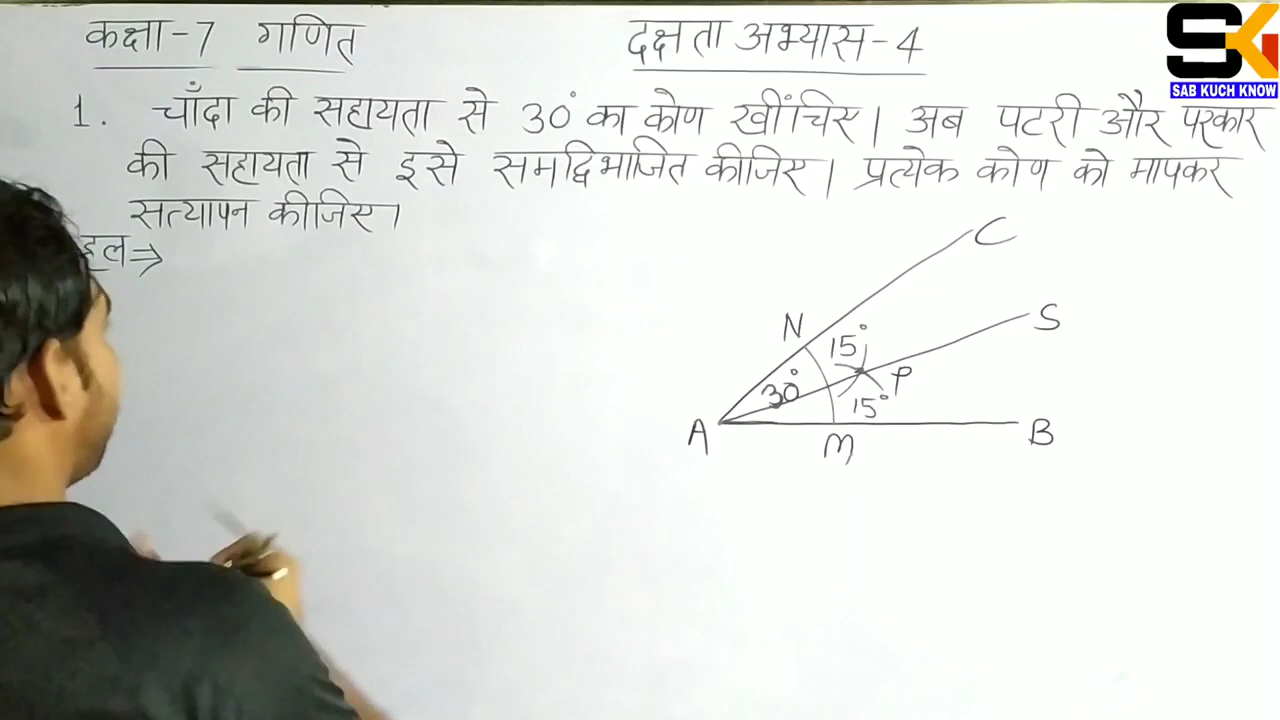 कक्षा-7 गणित
दक्षता अभ्यास-4
SAB KUCH KNOW
1. चाँदा की सहायता से 30° का कोण खींचिए। अब पटरी और परकार
की सहायता से इसे समद्विभाजित कीजिए। प्रत्येक कोण को मापकर
सत्यापन कीजिए।
हल⇒
C
N
15°
S
30°
P
15°
A
M
B